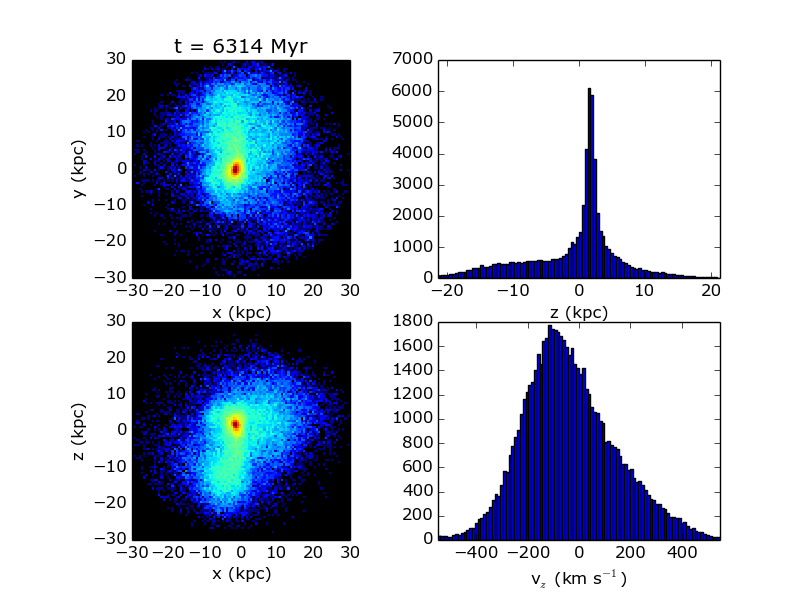 t = 6314 Myr
30
20
10
0
−10
−20
−30
y (kpc)
−30 −20 −10 0 10 20 30
x (kpc)
7000
6000
5000
4000
3000
2000
1000
0
−20 −10 0 10 20
z (kpc)
30
20
10
0
−10
−20
−30
z (kpc)
−30 −20 −10 0 10 20 30
x (kpc)
1800
1600
1400
1200
1000
800
600
400
200
0
−400 −200 0 200 400
v_z (km s⁻¹)